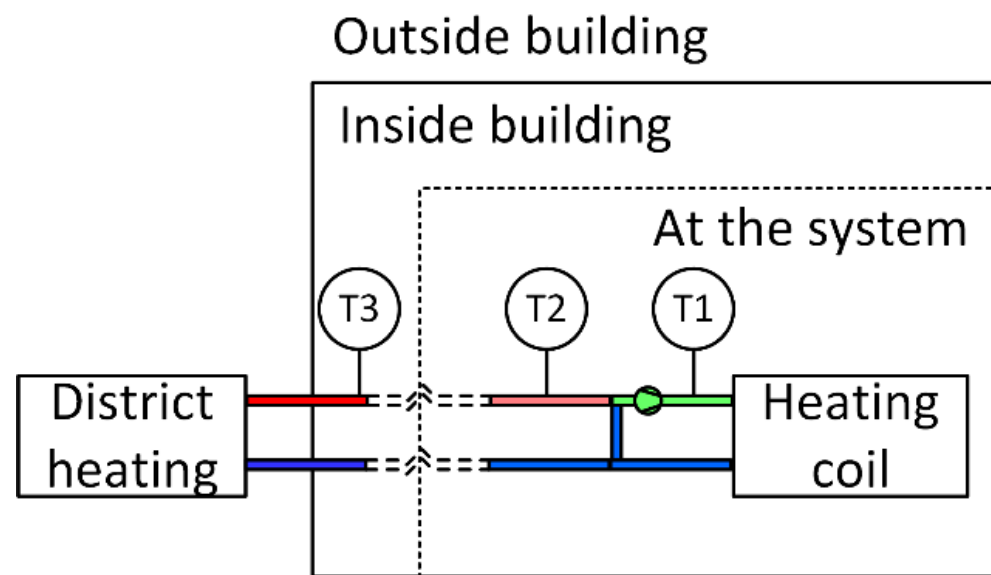 Outside building
Inside building
At the system
T3
T2
T1
District
heating
Heating
coil